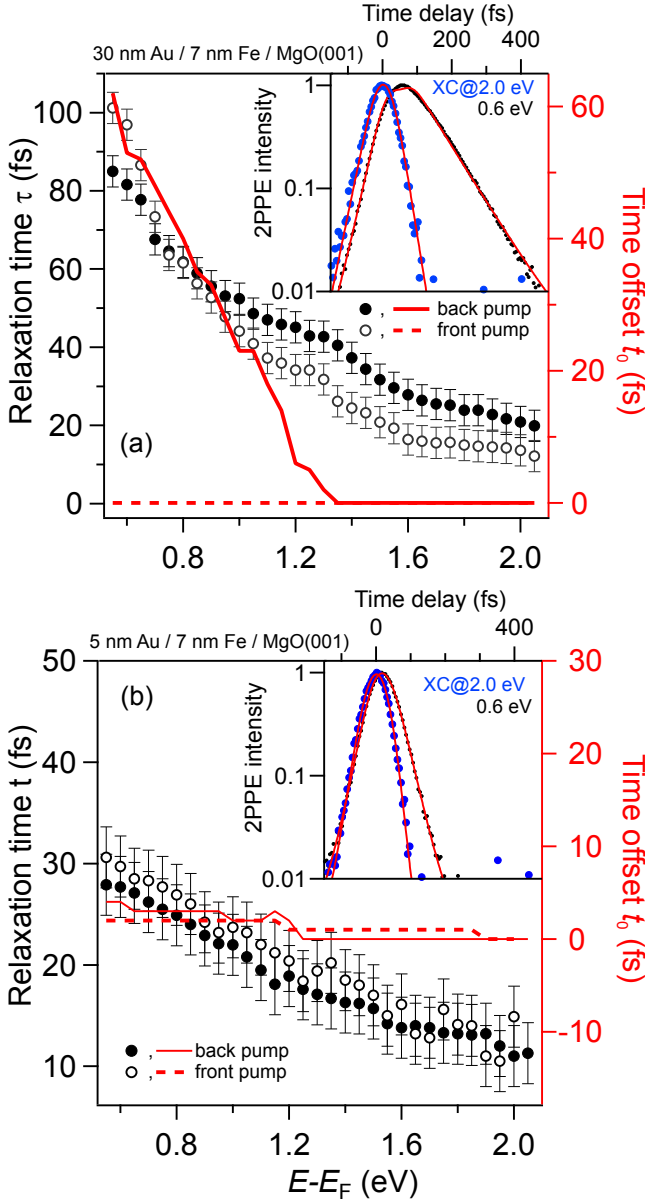 Time delay (fs)
0 200 400
30 nm Au / 7 nm Fe / MgO(001)
100
80
60
40
20
0
Relaxation time τ (fs)
1
0.1
0.01
2PPE intensity
XC@2.0 eV
0.6 eV
60
40
20
0
Time offset t₀ (fs)
, back pump
, front pump
(a)
0.8 1.2 1.6 2.0
Time delay (fs)
0 200 400
5 nm Au / 7 nm Fe / MgO(001)
50
40
30
20
10
Relaxation time t (fs)
(b)
1
0.1
0.01
2PPE intensity
XC@2.0 eV
0.6 eV
30
20
10
0
-10
Time offset t₀ (fs)
, back pump
, front pump
0.8 1.2 1.6 2.0
E-E_F (eV)